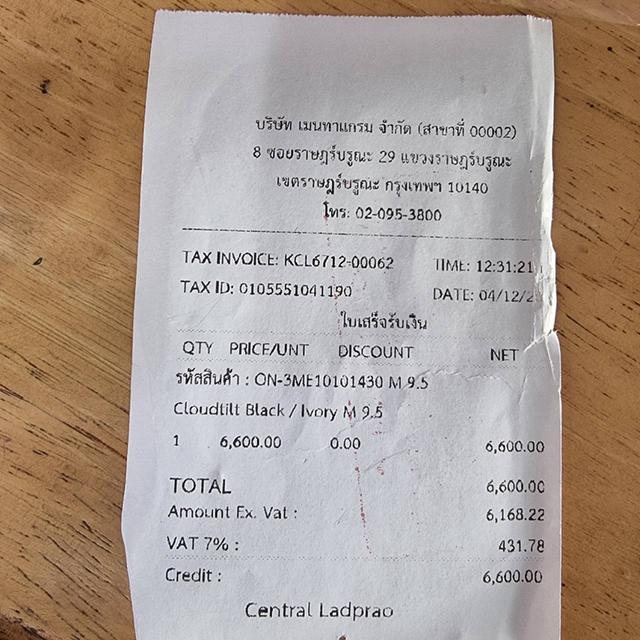 บริษัท เมนทาแกรม จำกัด (สาขาที่ 00002)
8 ซอยราษฎร์บูรณะ 29 แขวงราษฎร์บูรณะ
เขตราษฎร์บูรณะ กรุงเทพฯ 10140
โทร: 02-095-3800
TAX INVOICE: KCL6712-00062 TIME: 12:31:21
TAX ID: 0105551041190 DATE: 04/12/2
ใบเสร็จรับเงิน
QTY PRICE/UNT DISCOUNT NET
รหัสสินค้า : ON-3ME10101430 M 9.5
Cloudtilt Black / Ivory M 9.5
1 6,600.00 0.00 6,600.00
TOTAL 6,600.00
Amount Ex. Vat : 6,168.22
VAT 7% : 431.78
Credit : 6,600.00
Central Ladprao